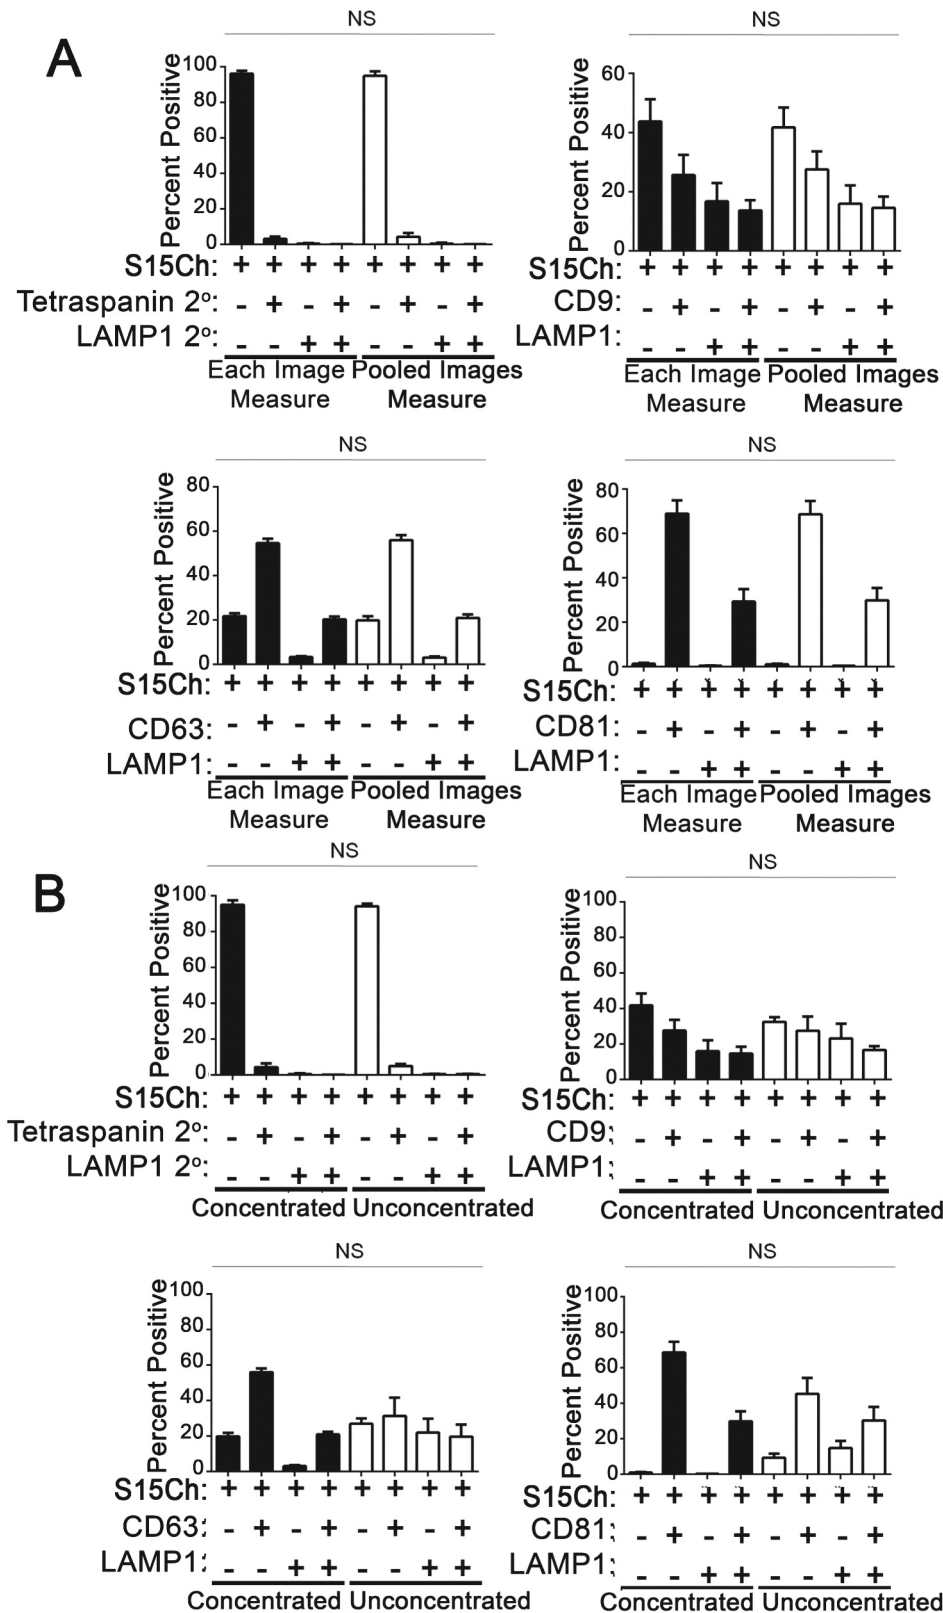 A
NS
Percent Positive
100
80
60
40
20
0
S15Ch: + + + + + + + +
Tetraspanin 2º: - + - + - + - +
LAMP1 2º: - - + + - - + +
Each Image Pooled Images
Measure Measure
NS
Percent Positive
60
40
20
0
S15Ch: + + + + + + + +
CD9: - + - + - + - +
LAMP1: - - + + - - + +
Each Image Pooled Images
Measure Measure
NS
Percent Positive
80
60
40
20
0
S15Ch: + + + + + + + +
CD63: - + - + - + - +
LAMP1: - - + + - - + +
Each Image Pooled Images
Measure Measure
NS
Percent Positive
80
60
40
20
0
S15Ch: + + + + + + + +
CD81: - + - + - + - +
LAMP1: - - + + - - + +
Each Image Pooled Images
Measure Measure
B
NS
Percent Positive
100
80
60
40
20
0
S15Ch: + + + + + + + +
Tetraspanin 2º: - + - + - + - +
LAMP1 2º: - - + + - - + +
Concentrated Unconcentrated
NS
Percent Positive
100
80
60
40
20
0
S15Ch: + + + + + + + +
CD9: - + - + - + - +
LAMP1: - - + + - - + +
Concentrated Unconcentrated
NS
Percent Positive
100
80
60
40
20
0
S15Ch: + + + + + + + +
CD63: - + - + - + - +
LAMP1: - - + + - - + +
Concentrated Unconcentrated
NS
Percent Positive
100
80
60
40
20
0
S15Ch: + + + + + + + +
CD81: - + - + - + - +
LAMP1: - - + + - - + +
Concentrated Unconcentrated